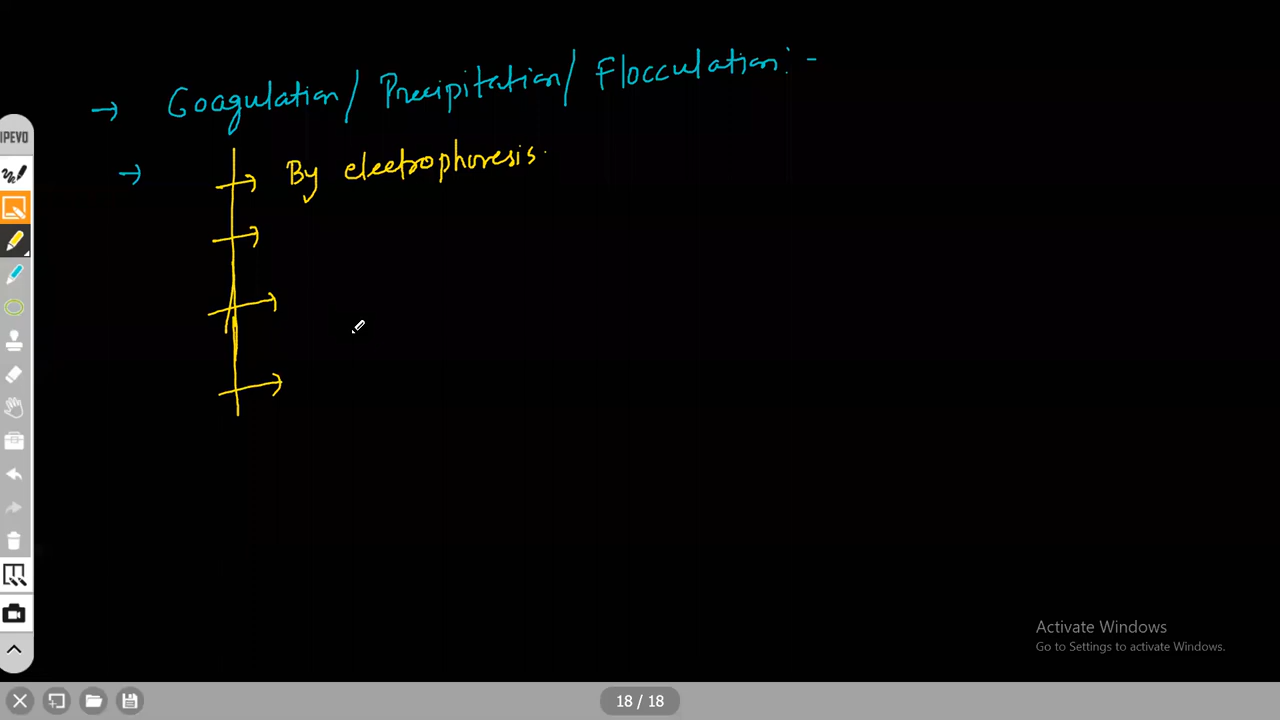 → Coagulation/ Precipitation/ Flocculation:-
→ By electrophoresis.
IPEVO
Activate Windows
Go to Settings to activate Windows.
18 / 18